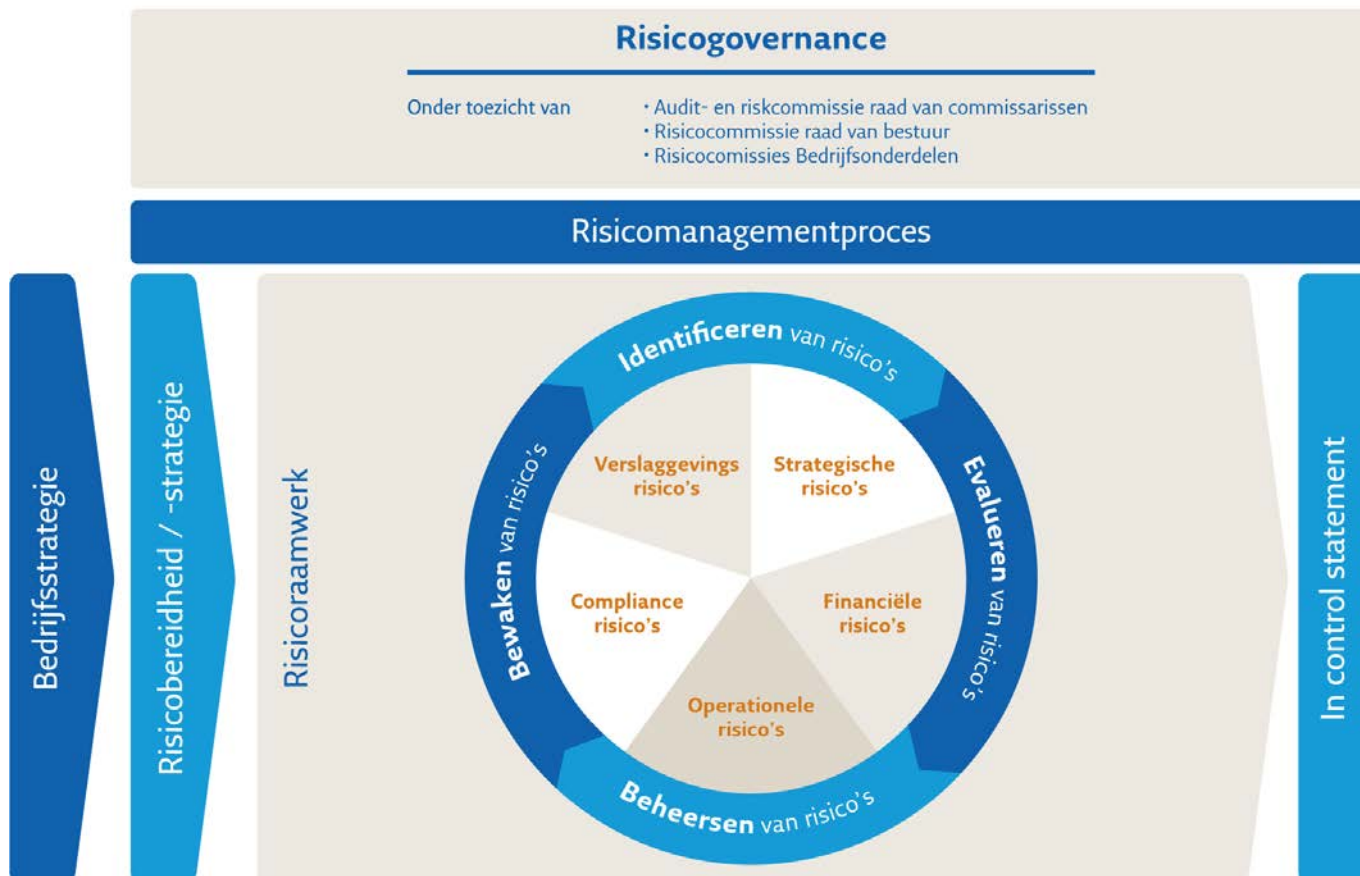 Risicogovernance
Onder toezicht van
• Audit- en riskcommissie raad van commissarissen
• Risicocommissie raad van bestuur
• Risicocomissies Bedrijfsonderdelen
Risicomanagementproces
Bedrijfsstrategie
Risicobereidheid / -strategie
Risicoraamwerk
Identificeren van risico's
Evalueren van risico's
Beheersen van risico's
Bewaken van risico's
Verslaggevings
risico's
Strategische
risico's
Compliance
risico's
Financiële
risico's
Operationele
risico's
In control statement